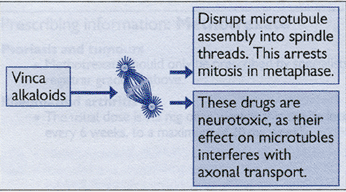 Disrupt microtubule
assembly into spindle
threads. This arrests
mitosis in metaphase.
Vinca
alkaloids
These drugs are
neurotoxic, as their
effect on microtubles
interferes with
axonal transport.